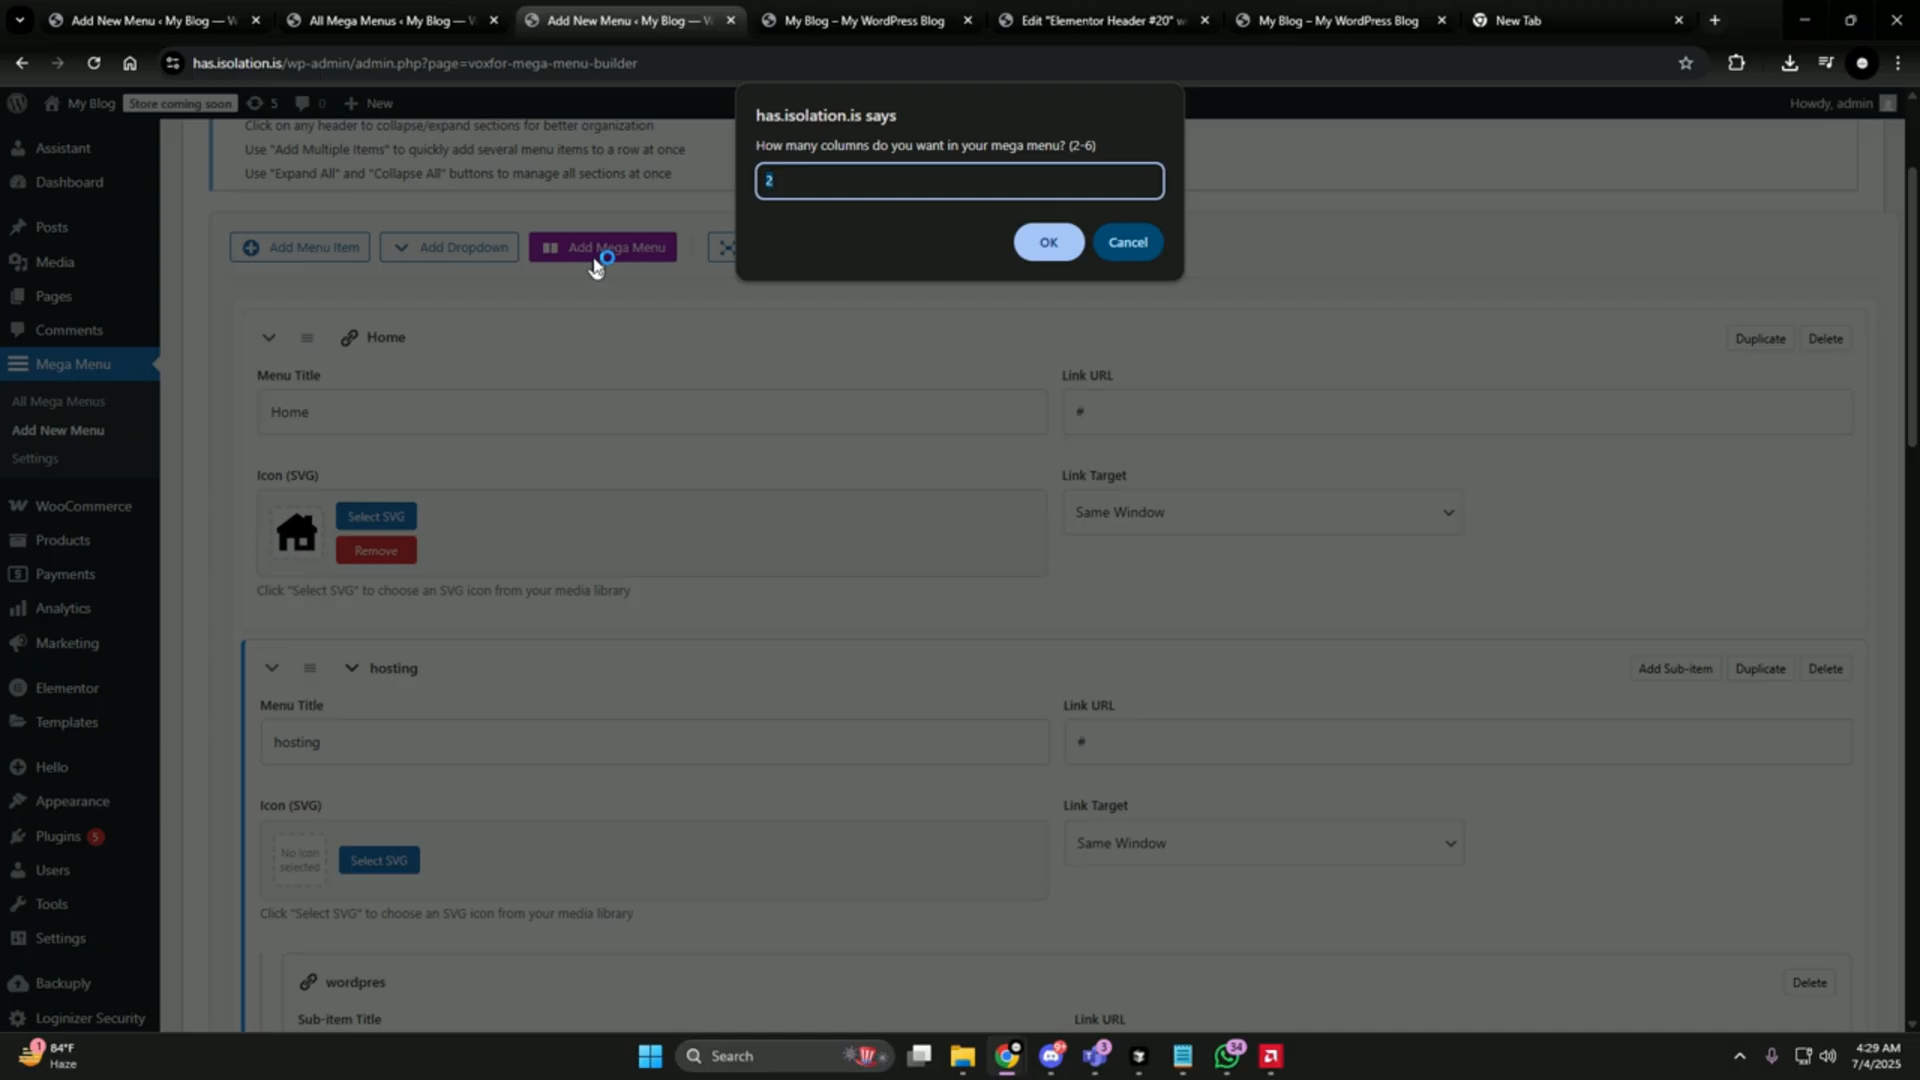 Add New Menu ‹ My Blog — W
All Mega Menus ‹ My Blog — V
Add New Menu ‹ My Blog — W
My Blog – My WordPress Blog
Edit "Elementor Header #20" w
My Blog – My WordPress Blog
New Tab
has.isolation.is/wp-admin/admin.php?page=voxfor-mega-menu-builder
My Blog
Store coming soon
5
0
New
Howdy, admin
has.isolation.is says
How many columns do you want in your mega menu? (2-6)
2
OK
Cancel
Click on any header to collapse/expand sections for better organization
Use "Add Multiple Items" to quickly add several menu items to a row at once
Use "Expand All" and "Collapse All" buttons to manage all sections at once
Add Menu Item
Add Dropdown
Add Mega Menu
Assistant
Dashboard
Posts
Media
Pages
Comments
Mega Menu
All Mega Menus
Add New Menu
Settings
WooCommerce
Products
Payments
Analytics
Marketing
Elementor
Templates
Hello
Appearance
Plugins 5
Users
Tools
Settings
Backuply
Loginizer Security
Home
Duplicate
Delete
Menu Title
Link URL
Home
#
Icon (SVG)
Link Target
Select SVG
Remove
Same Window
Click "Select SVG" to choose an SVG icon from your media library
hosting
Add Sub-item
Duplicate
Delete
Menu Title
Link URL
hosting
#
Icon (SVG)
Link Target
No icon
selected
Select SVG
Same Window
Click "Select SVG" to choose an SVG icon from your media library
wordpres
Delete
Sub-item Title
Link URL
1
84°F
Haze
Search
3
34
4:29 AM
7/4/2025